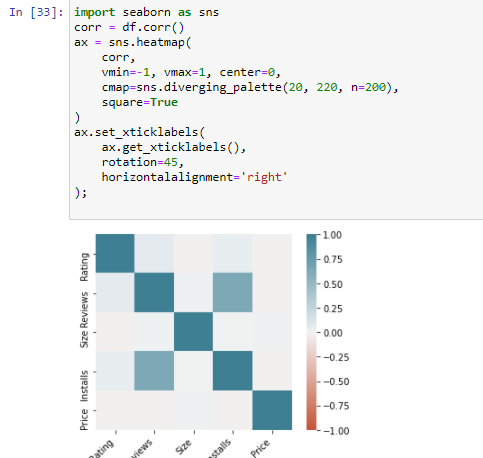 In [33]: import seaborn as sns
corr = df.corr()
ax = sns.heatmap(
    corr,
    vmin=-1, vmax=1, center=0,
    cmap=sns.diverging_palette(20, 220, n=200),
    square=True
)
ax.set_xticklabels(
    ax.get_xticklabels(),
    rotation=45,
    horizontalalignment='right'
);
Rating
Reviews
Size
Installs
Price
1.00
0.75
0.50
0.25
0.00
−0.25
−0.50
−0.75
−1.00
Rating
views
Size
stalls
Price